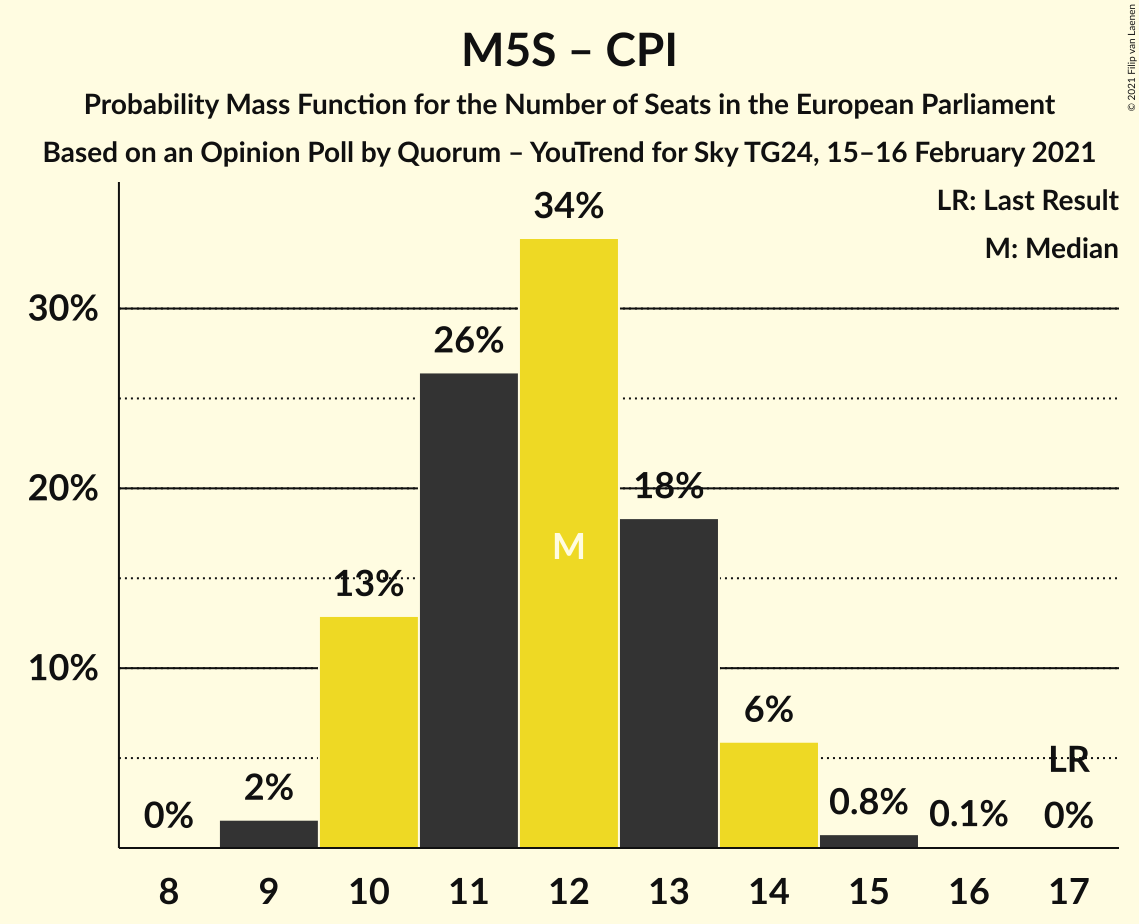 M5S – CPI
Probability Mass Function for the Number of Seats in the European Parliament
Based on an Opinion Poll by Quorum – YouTrend for Sky TG24, 15–16 February 2021
© 2021 Filip van Laenen
LR: Last Result
M: Median
34%
30%
26%
20%
18%
M
13%
10%
6%
LR
2%
0.8%
0%
0.1%
0%
8 9 10 11 12 13 14 15 16 17